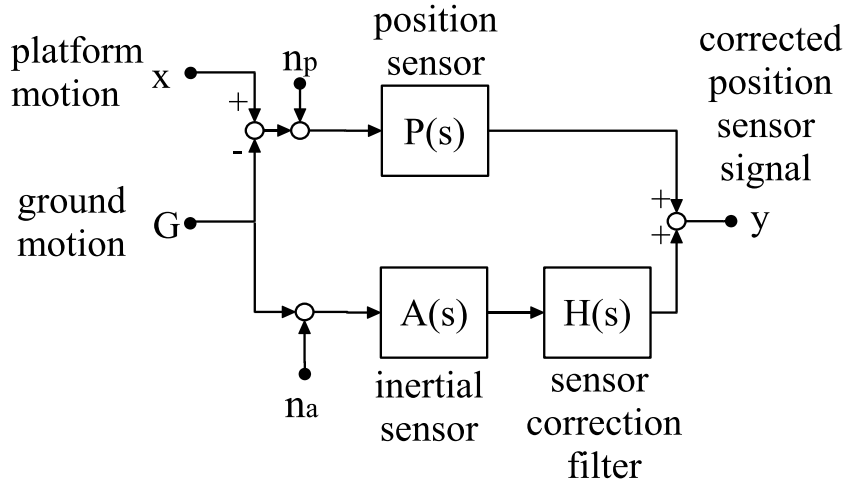 platform
motion
x
+
-
np
position
sensor
P(s)
corrected
position
sensor
signal
ground
motion
G
+
+
y
A(s)
H(s)
na
inertial
sensor
sensor
correction
filter